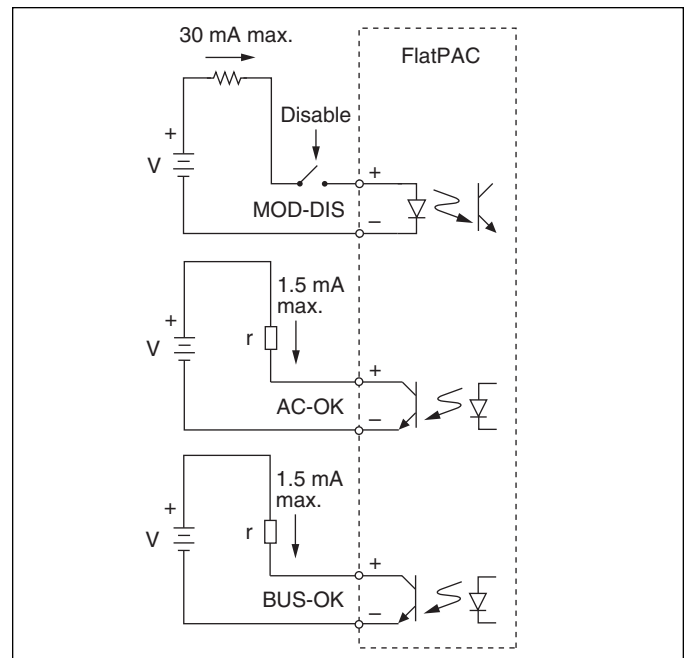 30 mA max.
FlatPAC
Disable
+
V
+
MOD-DIS
–
1.5 mA
max.
+
r
V
+
AC-OK
–
1.5 mA
max.
+
r
V
+
BUS-OK
–